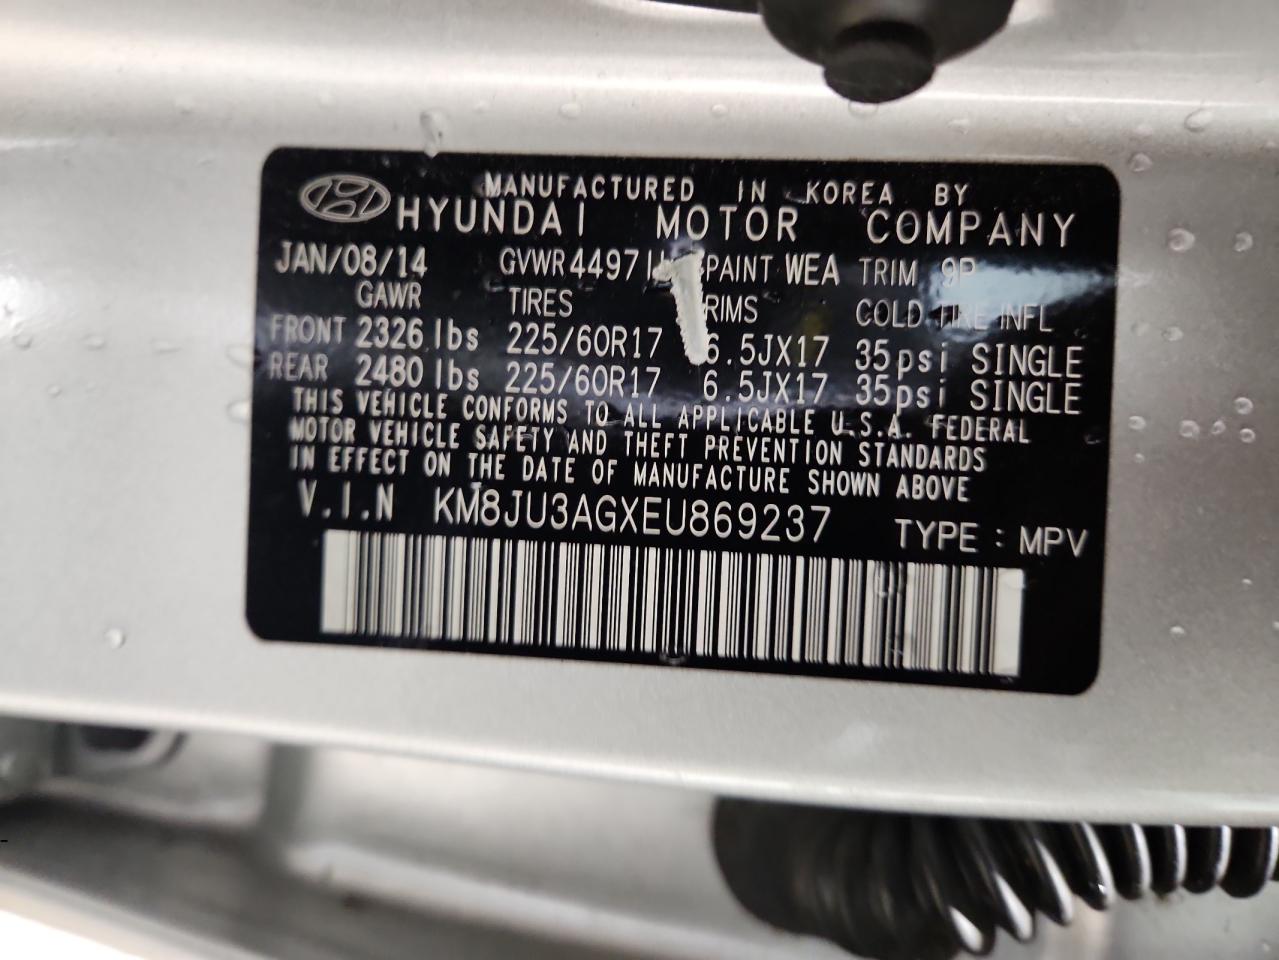 MANUFACTURED IN KOREA BY
HYUNDAI MOTOR COMPANY
JAN/08/14 GVWR 4497 PAINT WEA TRIM 9P
GAWR TIRES RIMS COLD TIRE INFL
FRONT 2326 lbs 225/60R17 6.5JX17 35psi SINGLE
REAR 2480 lbs 225/60R17 6.5JX17 35psi SINGLE
THIS VEHICLE CONFORMS TO ALL APPLICABLE U.S.A. FEDERAL
MOTOR VEHICLE SAFETY AND THEFT PREVENTION STANDARDS
IN EFFECT ON THE DATE OF MANUFACTURE SHOWN ABOVE
V.I.N KM8JU3AGXEU869237 TYPE : MPV